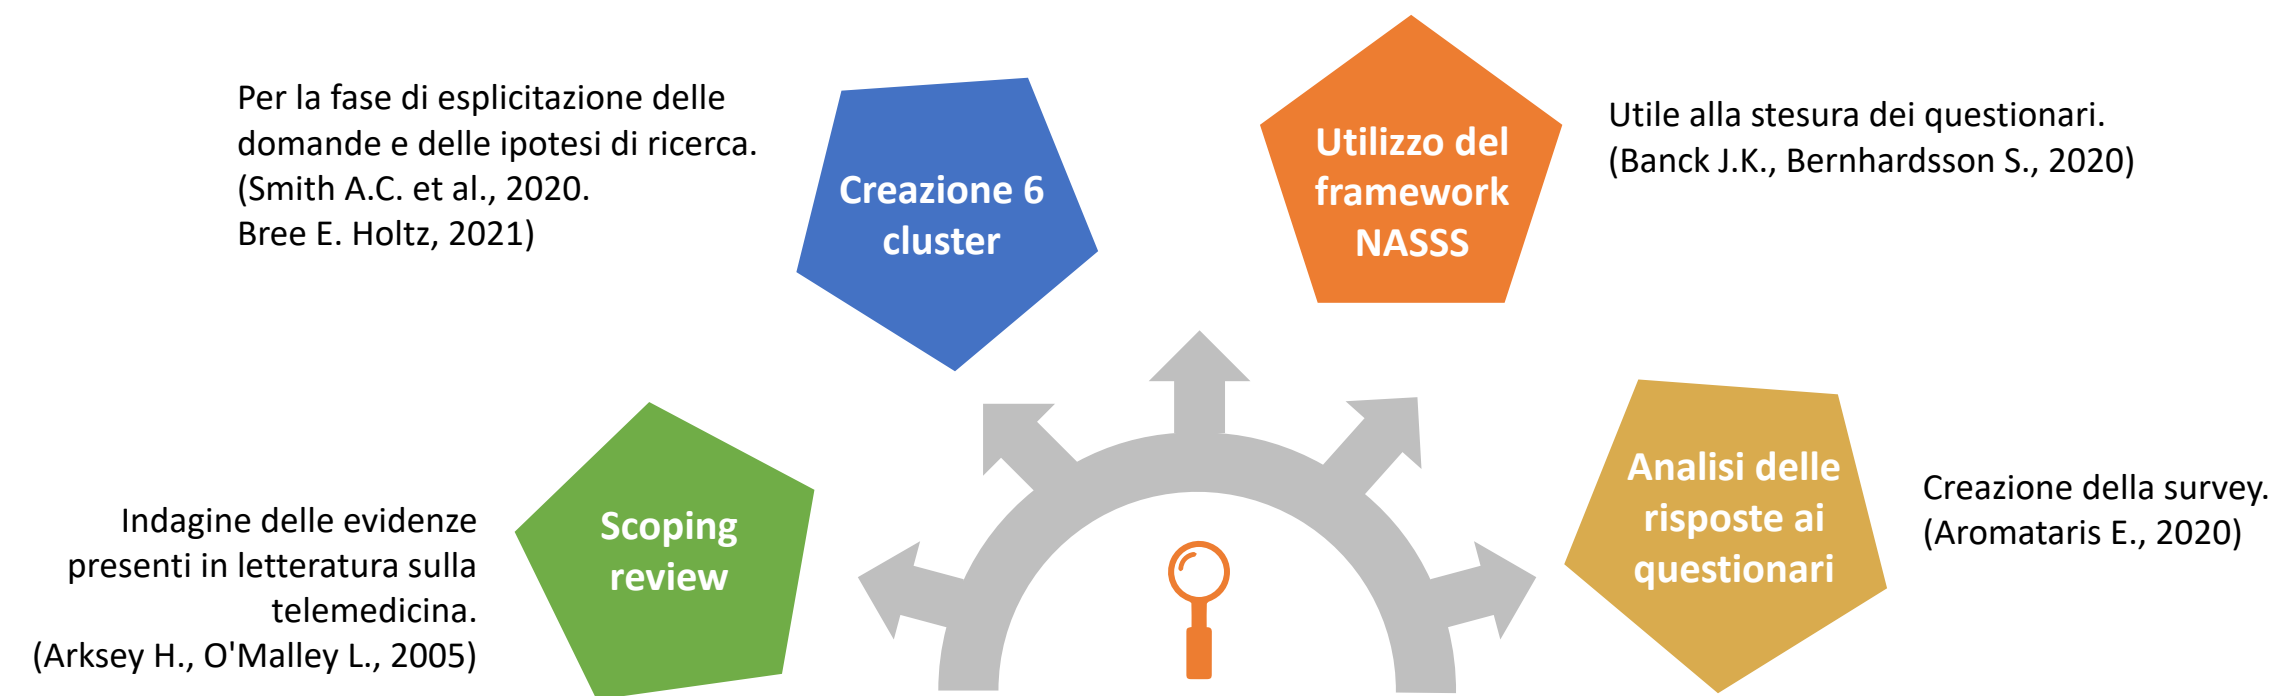 Per la fase di esplicitazione delle
domande e delle ipotesi di ricerca.
(Smith A.C. et al., 2020.
Bree E. Holtz, 2021)
Creazione 6
cluster
Utilizzo del
framework
NASSS
Utile alla stesura dei questionari.
(Banck J.K., Bernhardsson S., 2020)
Indagine delle evidenze
presenti in letteratura sulla
telemedicina.
(Arksey H., O'Malley L., 2005)
Scoping
review
Analisi delle
risposte ai
questionari
Creazione della survey.
(Aromataris E., 2020)